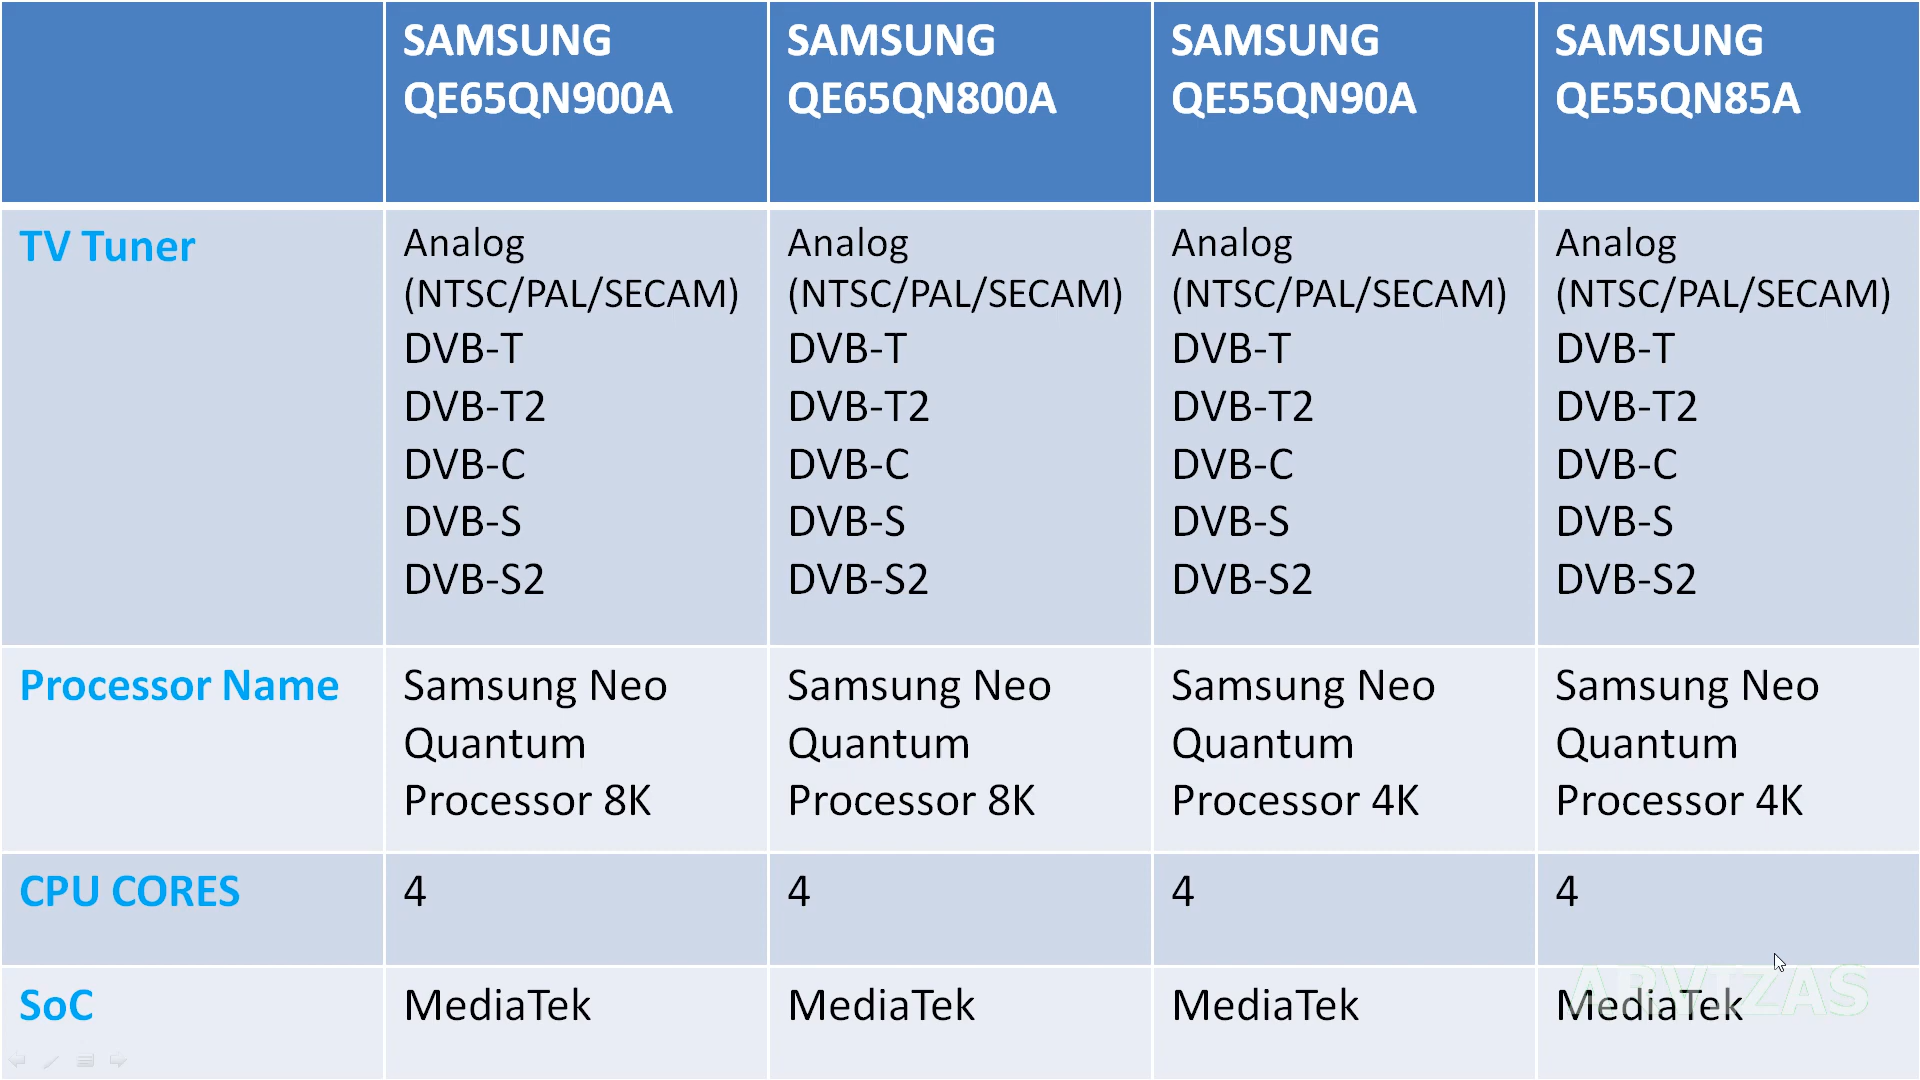 SAMSUNG
QE65QN900A
SAMSUNG
QE65QN800A
SAMSUNG
QE55QN90A
SAMSUNG
QE55QN85A
TV Tuner
Analog
(NTSC/PAL/SECAM)
DVB-T
DVB-T2
DVB-C
DVB-S
DVB-S2
Analog
(NTSC/PAL/SECAM)
DVB-T
DVB-T2
DVB-C
DVB-S
DVB-S2
Analog
(NTSC/PAL/SECAM)
DVB-T
DVB-T2
DVB-C
DVB-S
DVB-S2
Analog
(NTSC/PAL/SECAM)
DVB-T
DVB-T2
DVB-C
DVB-S
DVB-S2
Processor Name
Samsung Neo
Quantum
Processor 8K
Samsung Neo
Quantum
Processor 8K
Samsung Neo
Quantum
Processor 4K
Samsung Neo
Quantum
Processor 4K
CPU CORES
4
4
4
4
SoC
MediaTek
MediaTek
MediaTek
MediaTek
ARVIZAS